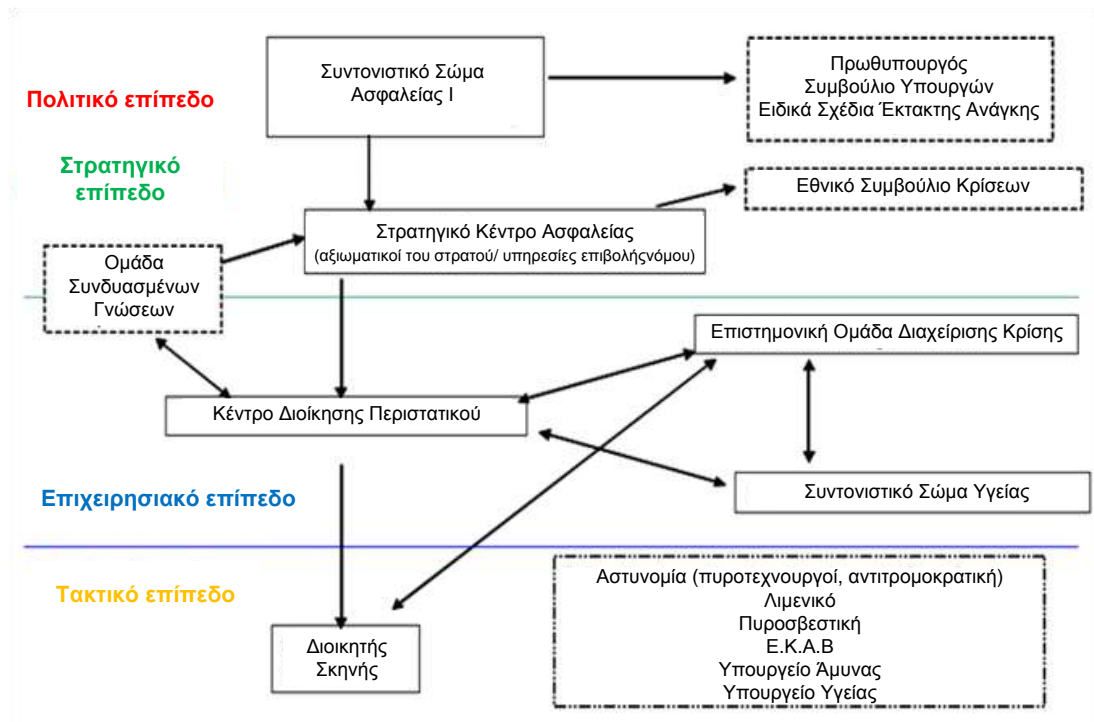 Συντονιστικό Σώμα
Ασφαλείας Ι
Πρωθυπουργός
Συμβούλιο Υπουργών
Ειδικά Σχέδια Έκτακτης Ανάγκης
Πολιτικό επίπεδο
Στρατηγικό
επίπεδο
Εθνικό Συμβούλιο Κρίσεων
Στρατηγικό Κέντρο Ασφαλείας
(αξιωματικοί του στρατού/ υπηρεσίες επιβολήςνόμου)
Ομάδα
Συνδυασμένων
Γνώσεων
Επιστημονική Ομάδα Διαχείρισης Κρίσης
Κέντρο Διοίκησης Περιστατικού
Επιχειρησιακό επίπεδο
Συντονιστικό Σώμα Υγείας
Τακτικό επίπεδο
Αστυνομία (πυροτεχνουργοί, αντιτρομοκρατική)
Λιμενικό
Πυροσβεστική
Ε.Κ.Α.Β
Υπουργείο Άμυνας
Υπουργείο Υγείας
Διοικητής
Σκηνής